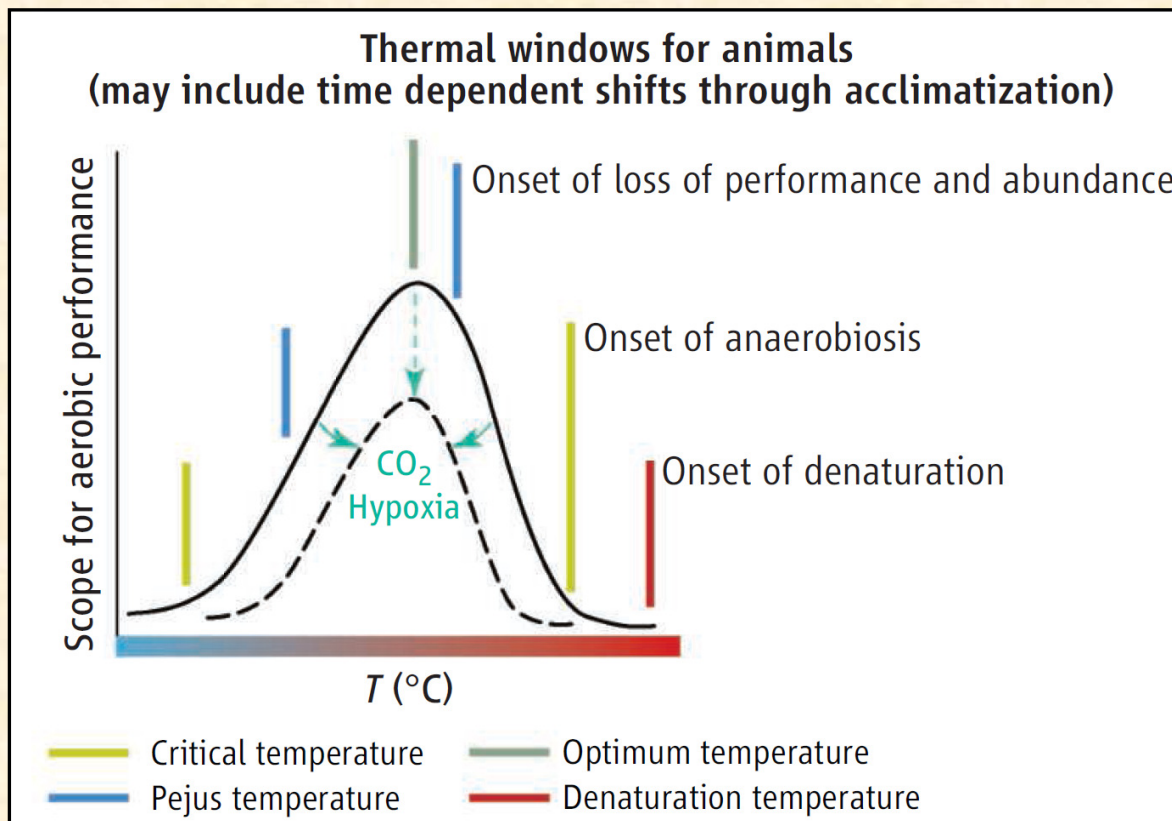 Thermal windows for animals
(may include time dependent shifts through acclimatization)
Scope for aerobic performance
Onset of loss of performance and abundance
Onset of anaerobiosis
CO₂
Hypoxia
Onset of denaturation
T (°C)
Critical temperature
Optimum temperature
Pejus temperature
Denaturation temperature